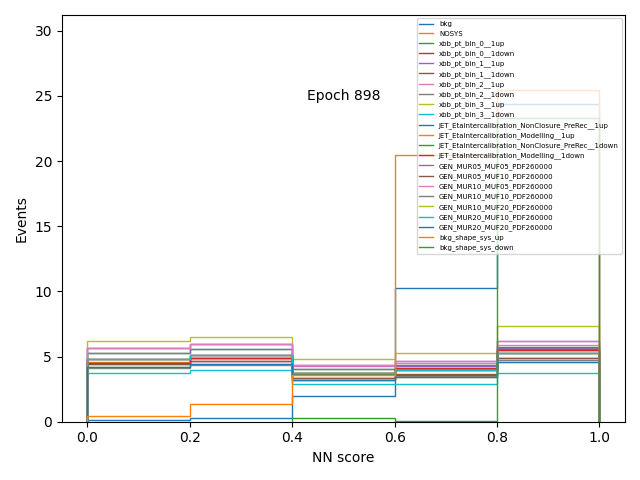 bkg
NOSYS
xbb_pt_bin_0__1up
xbb_pt_bin_0__1down
xbb_pt_bin_1__1up
xbb_pt_bin_1__1down
xbb_pt_bin_2__1up
xbb_pt_bin_2__1down
xbb_pt_bin_3__1up
xbb_pt_bin_3__1down
JET_EtaIntercalibration_NonClosure_PreRec__1up
JET_EtaIntercalibration_Modelling__1up
JET_EtaIntercalibration_NonClosure_PreRec__1down
JET_EtaIntercalibration_Modelling__1down
GEN_MUR05_MUF05_PDF260000
GEN_MUR05_MUF10_PDF260000
GEN_MUR10_MUF05_PDF260000
GEN_MUR10_MUF10_PDF260000
GEN_MUR10_MUF20_PDF260000
GEN_MUR20_MUF10_PDF260000
GEN_MUR20_MUF20_PDF260000
bkg_shape_sys_up
bkg_shape_sys_down
Epoch 898
Events
30
25
20
15
10
5
0
0.0 0.2 0.4 0.6 0.8 1.0
NN score